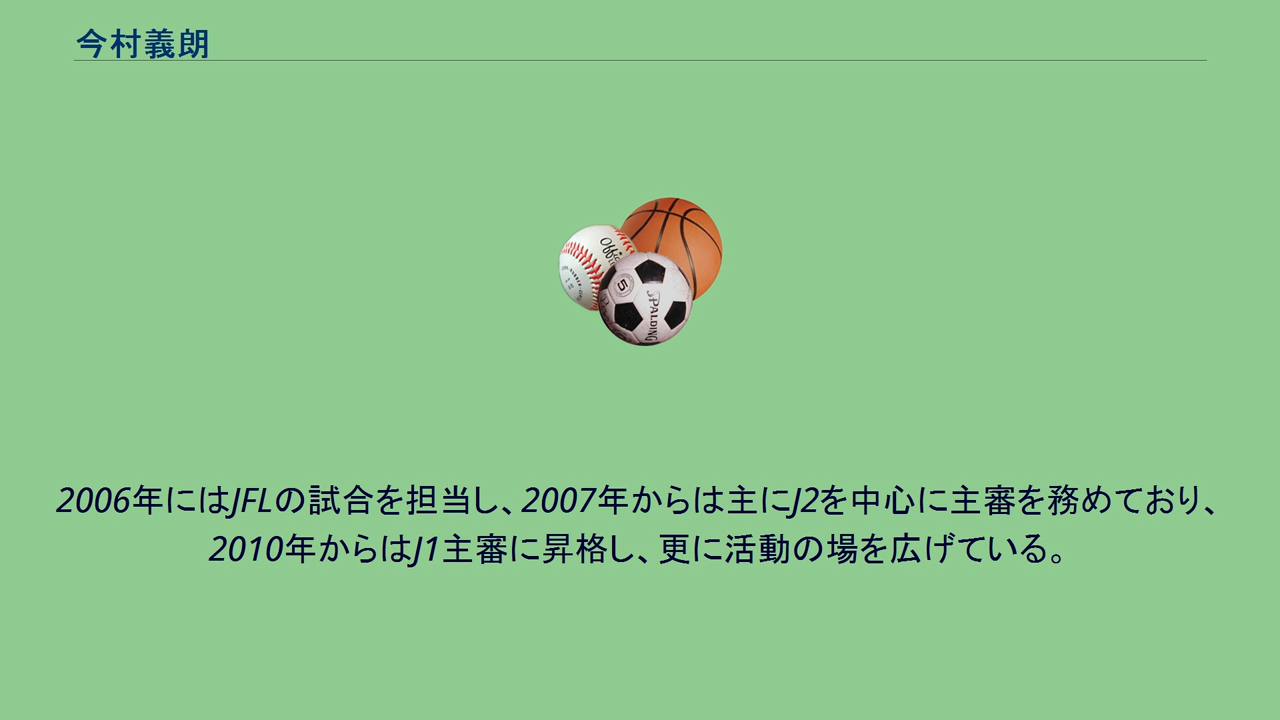 今村義朗
Offici
5
SPALDING
2006年にはJFLの試合を担当し、2007年からは主にJ2を中心に主審を務めており、
2010年からはJ1主審に昇格し、更に活動の場を広げている。